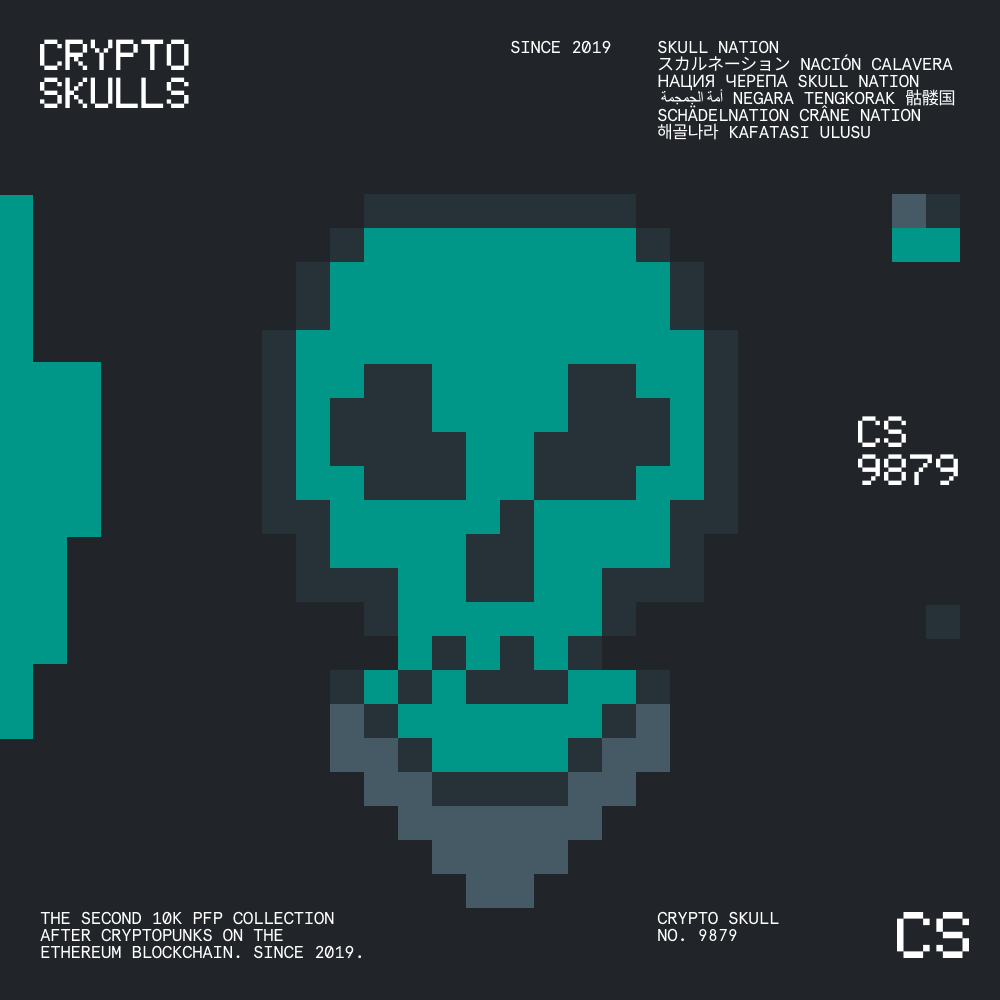 CRYPTO
SKULLS
SINCE 2019
SKULL NATION
スカルネーション NACIÓN CALAVERA
НАЦИЯ ЧЕРЕПА SKULL NATION
أمة الجمجمة NEGARA TENGKORAK 骷髅国
SCHÄDELNATION CRÂNE NATION
해골나라 KAFATASI ULUSU
CS
9879
THE SECOND 10K PFP COLLECTION
AFTER CRYPTOPUNKS ON THE
ETHEREUM BLOCKCHAIN. SINCE 2019.
CRYPTO SKULL
NO. 9879
CS